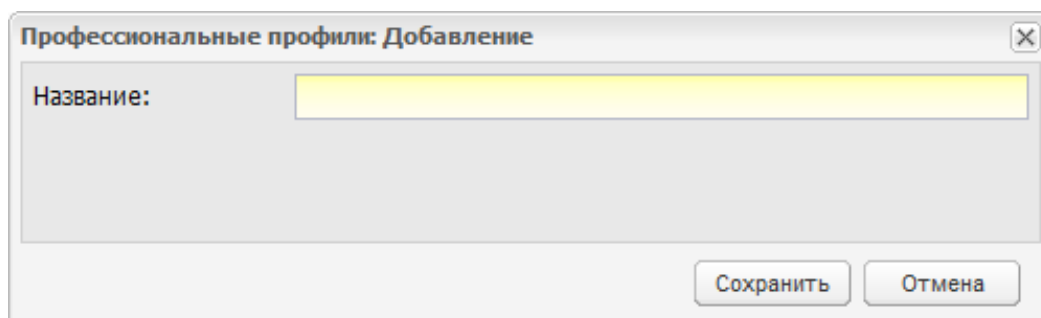 Профессиональные профили: Добавление
Название:
Сохранить Отмена